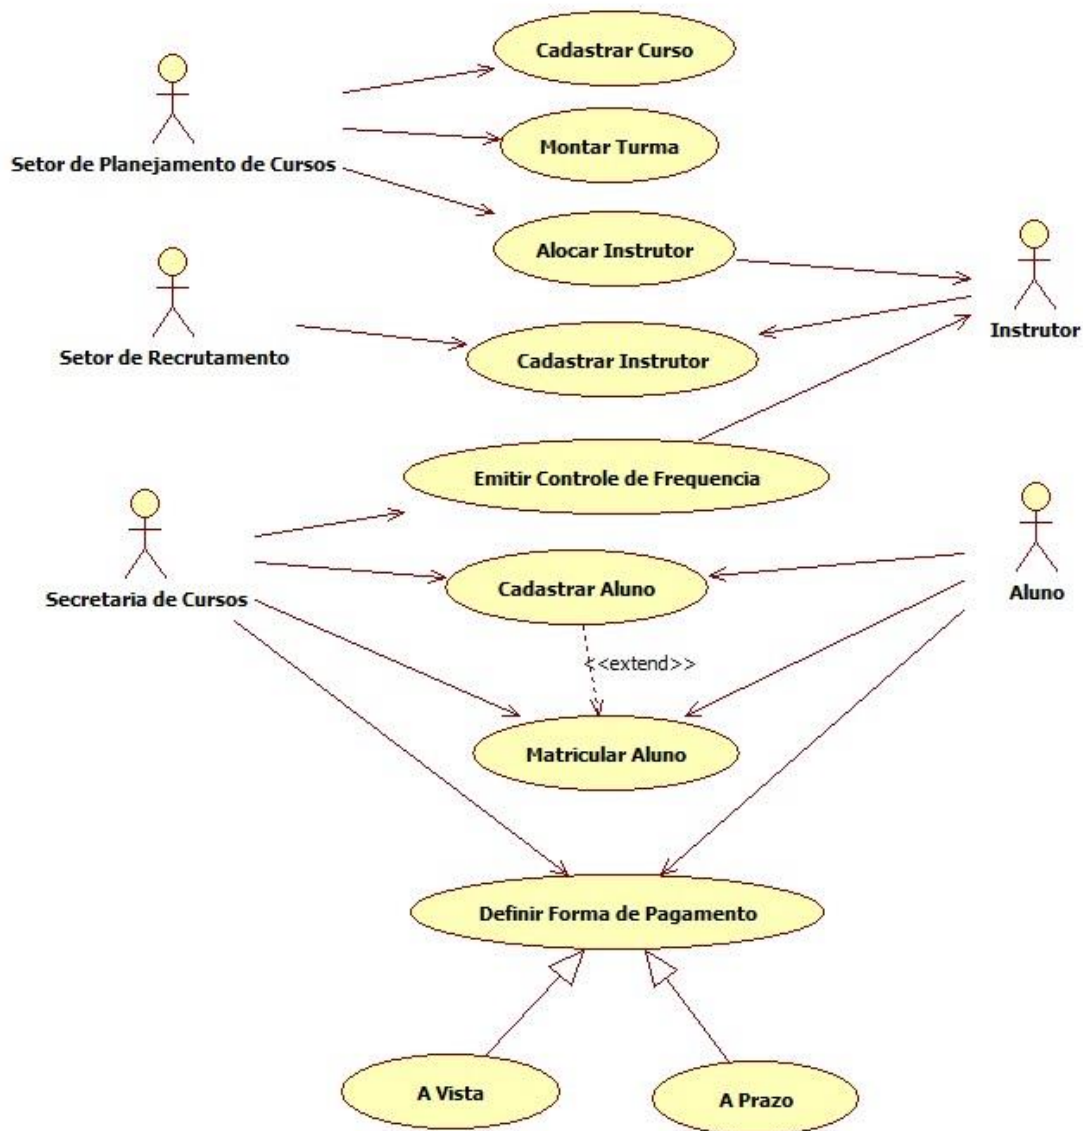 Cadastrar Curso
Montar Turma
Setor de Planejamento de Cursos
Alocar Instrutor
Instrutor
Setor de Recrutamento
Cadastrar Instrutor
Emitir Controle de Frequencia
Cadastrar Aluno
Secretaria de Cursos
Aluno
<<extend>>
Matricular Aluno
Definir Forma de Pagamento
A Vista
A Prazo